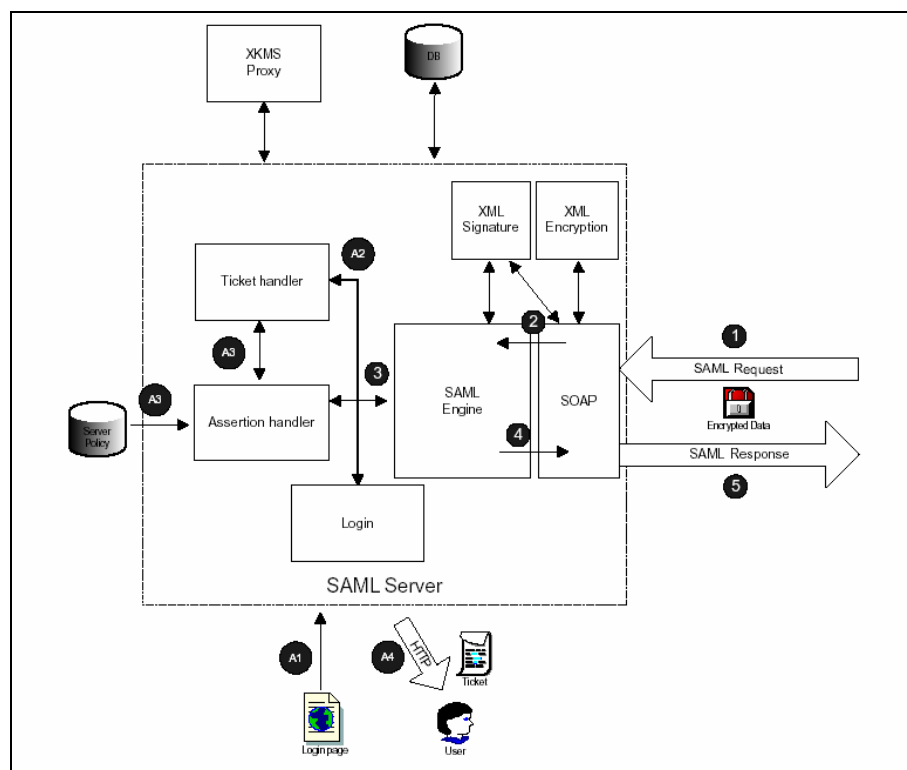 XKMS
Proxy
DB
XML
Signature
XML
Encryption
A2
Ticket handler
2
1
A3
3
SAML Request
A3
SAML
Engine
SOAP
Server
Policy
Assertion handler
Encrypted Data
4
SAML Response
5
Login
SAML Server
A1
A4
HTTP
Ticket
Login page
User